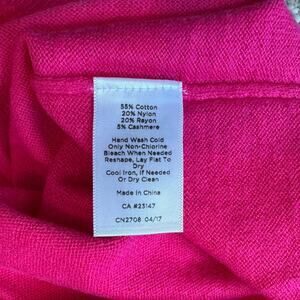 55% Cotton
20% Nylon
20% Rayon
5% Cashmere
Hand Wash Cold
Only Non-Chlorine
Bleach When Needed
Reshape, Lay Flat To
Dry
Cool Iron, If Needed
Or Dry Clean
Made In China
CA #23147
CN2708 04/17